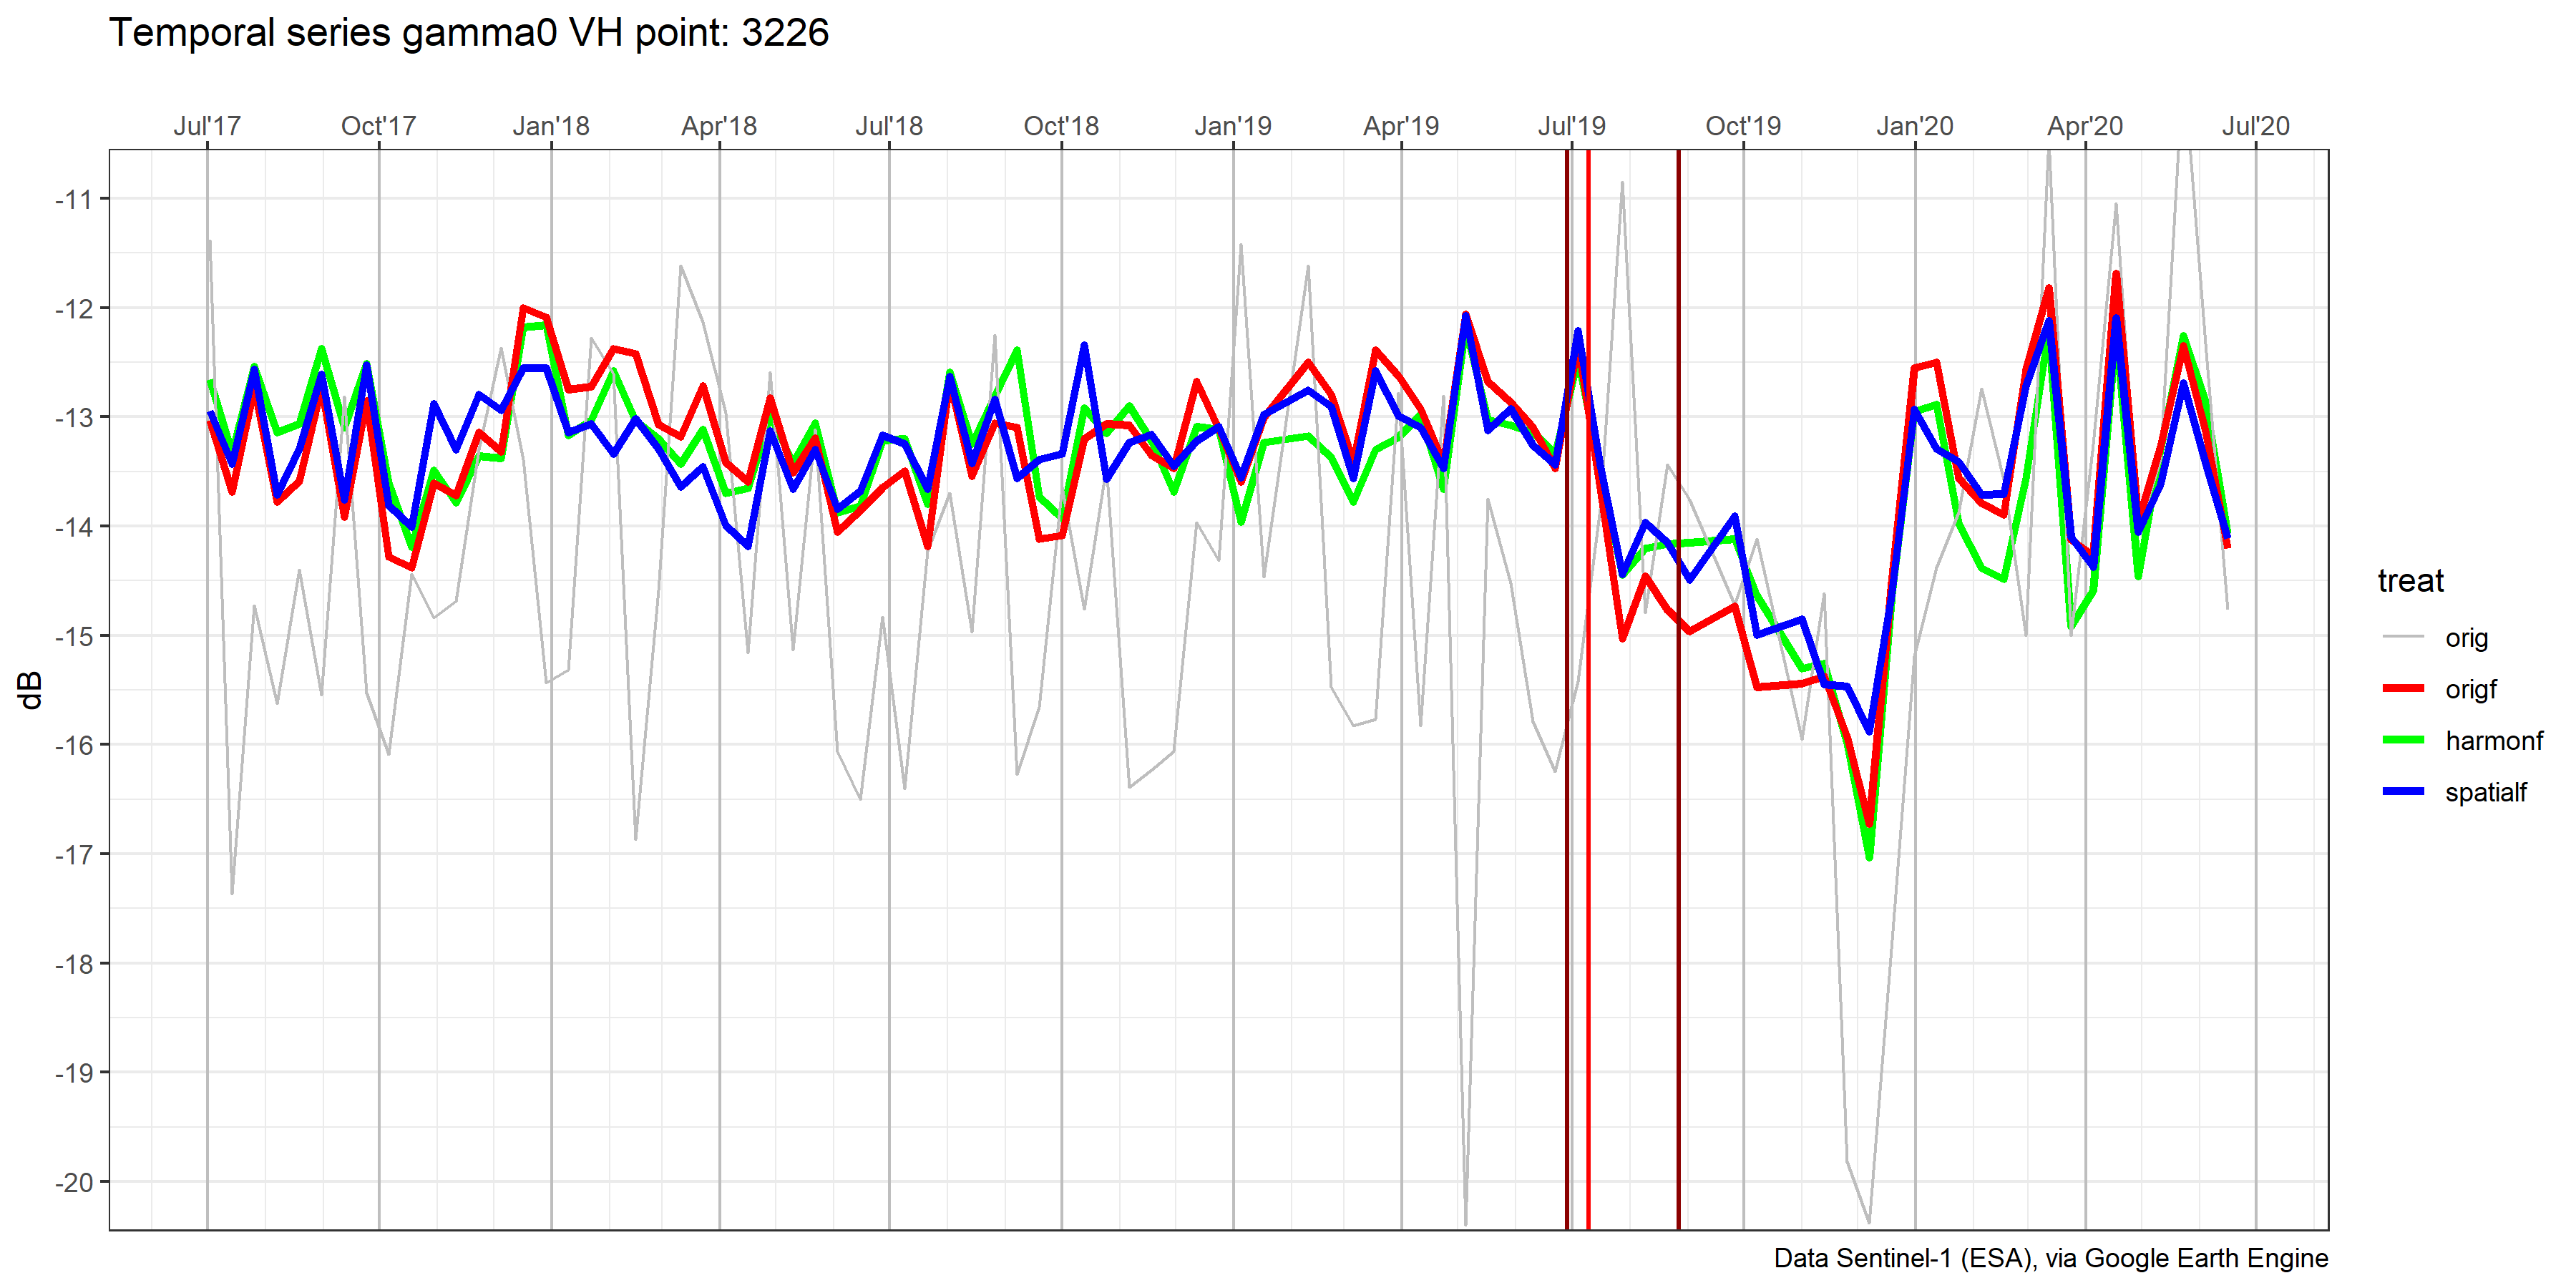 Temporal series gamma0 VH point: 3226
Jul'17 Oct'17 Jan'18 Apr'18 Jul'18 Oct'18 Jan'19 Apr'19 Jul'19 Oct'19 Jan'20 Apr'20 Jul'20
-11
-12
-13
-14
-15
-16
-17
-18
-19
-20
dB
treat
orig
origf
harmonf
spatialf
Data Sentinel-1 (ESA), via Google Earth Engine